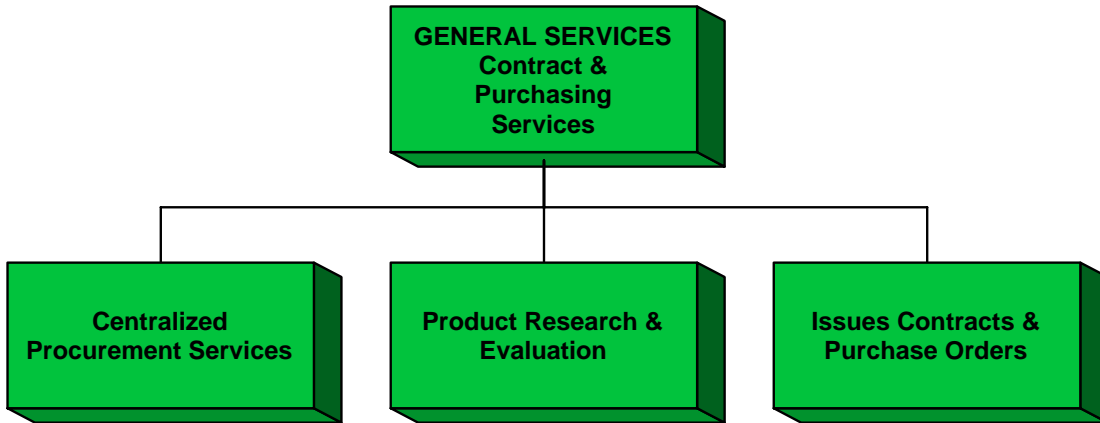 GENERAL SERVICES
Contract &
Purchasing
Services
Centralized
Procurement Services
Product Research &
Evaluation
Issues Contracts &
Purchase Orders